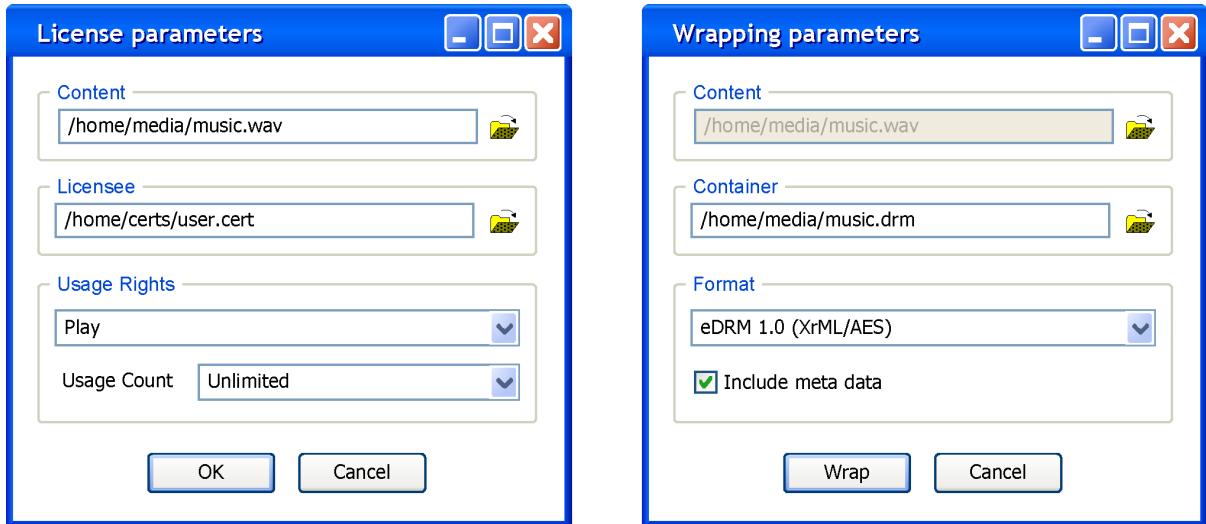 License parameters
Content
/home/media/music.wav
Licensee
/home/certs/user.cert
Usage Rights
Play
Usage Count Unlimited
OK Cancel
Wrapping parameters
Content
/home/media/music.wav
Container
/home/media/music.drm
Format
eDRM 1.0 (XrML/AES)
Include meta data
Wrap Cancel